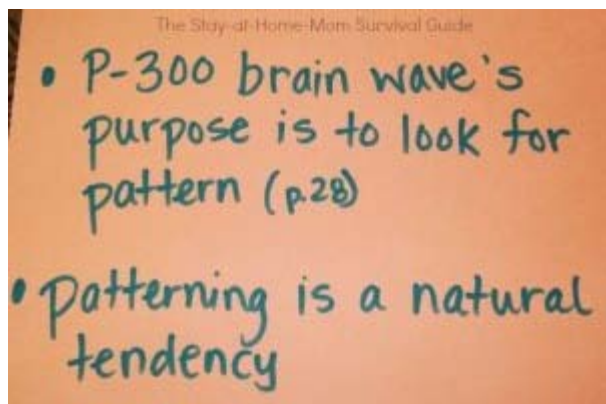 The Stay-at-Home-Mom Survival Guide
• P-300 brain wave's
purpose is to look for
pattern (p.28)
• patterning is a natural
tendency